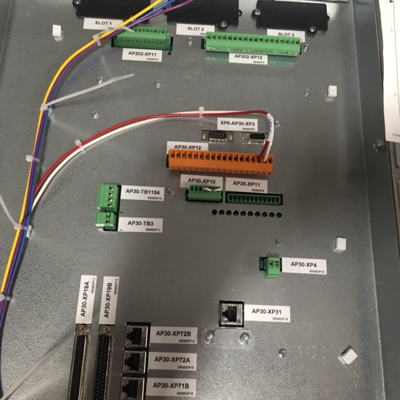 SLOT 1
SLOT 2
SLOT 3
AP202-XP11
AP202-XP12
XP8-AP30-XP3
AP30-XP12
AP30-XP10
AP30-XP11
AP30-TB1154
AP30-TB3
AP30-XP4
AP30-XP19A
AP30-XP19B
AP30-XP31
AP30-XP72B
AP30-XP72A
AP30-XP71B